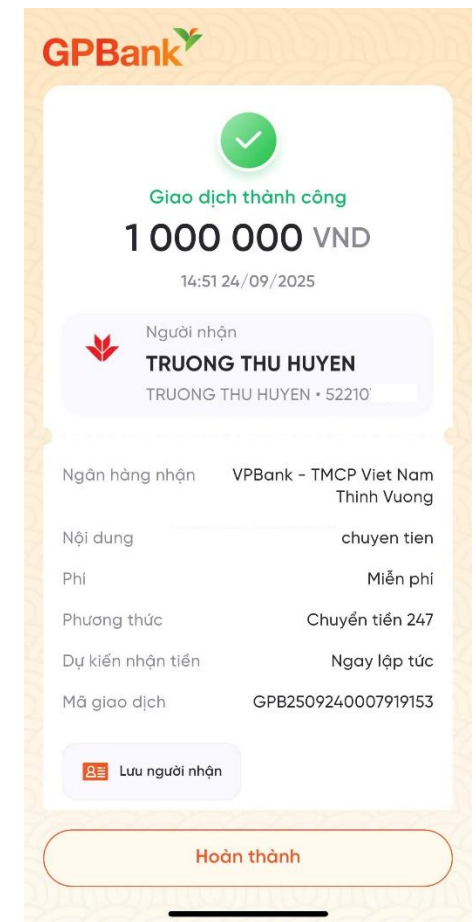 GPBank
Giao dịch thành công
1 000 000 VND
14:51 24/09/2025
Người nhận
TRUONG THU HUYEN
TRUONG THU HUYEN • 52210
Ngân hàng nhận VPBank - TMCP Viet Nam
Thinh Vuong
Nội dung chuyen tien
Phí Miễn phí
Phương thức Chuyển tiền 247
Dự kiến nhận tiền Ngay lập tức
Mã giao dịch GPB2509240007919153
Lưu người nhận
Hoàn thành